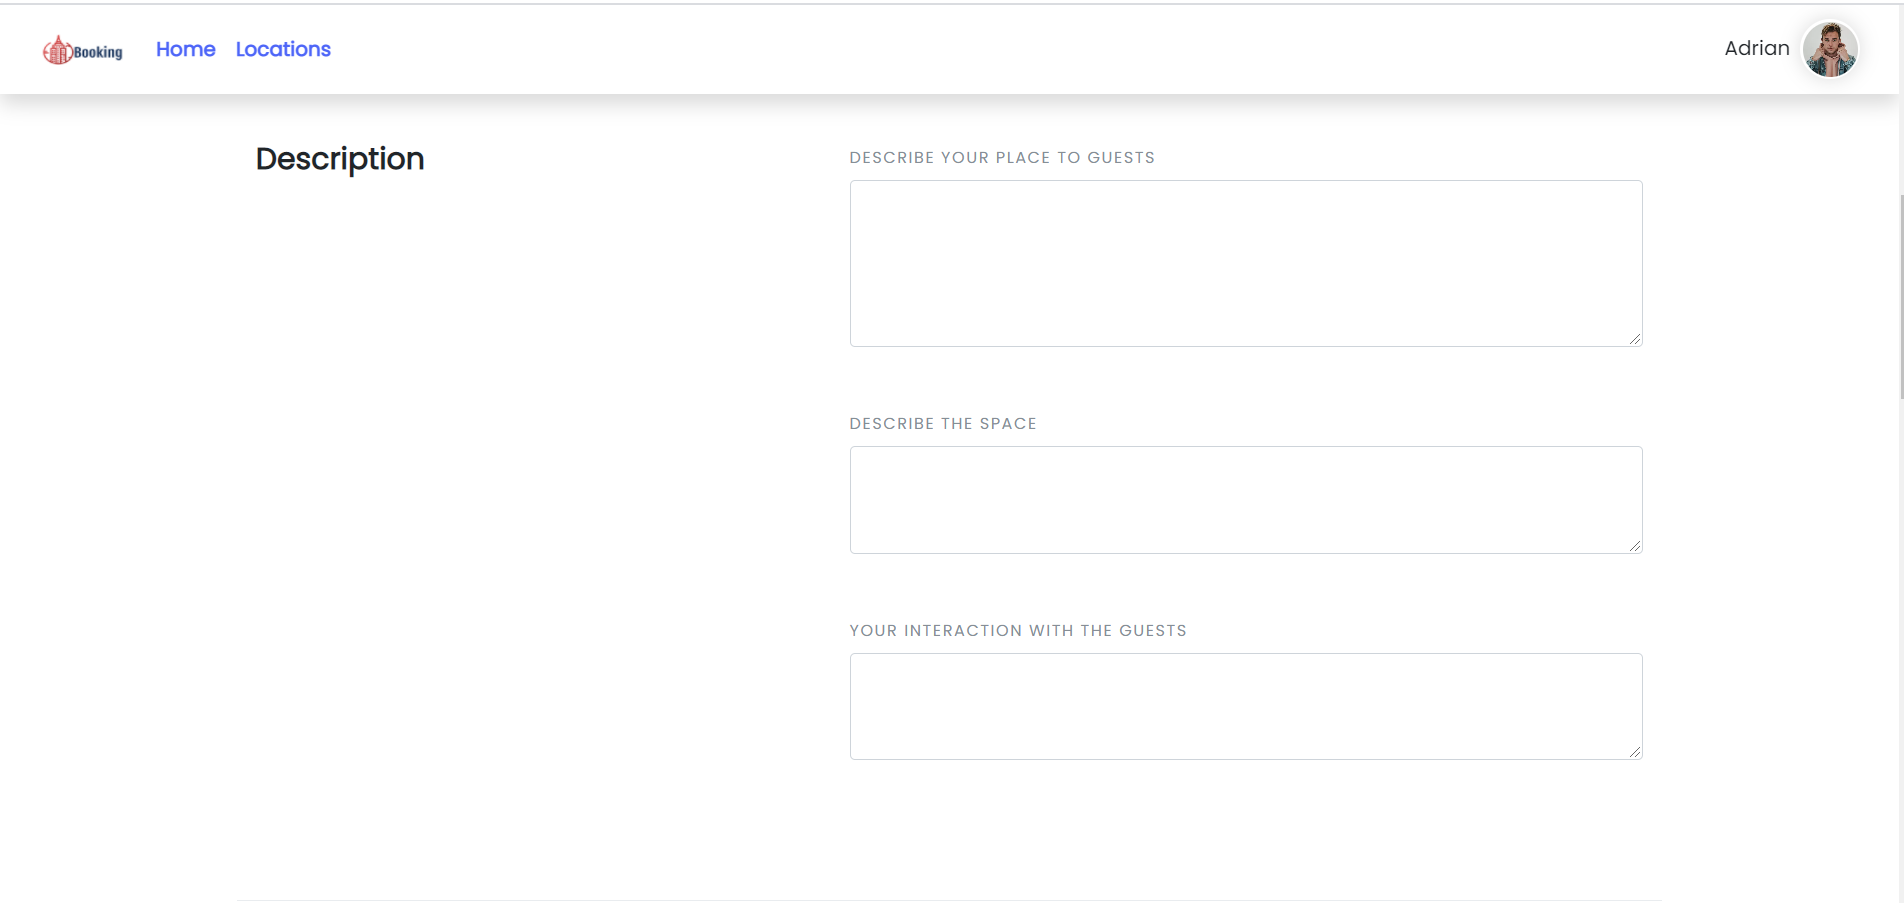 Booking
Home
Locations
Adrian
Description
DESCRIBE YOUR PLACE TO GUESTS
DESCRIBE THE SPACE
YOUR INTERACTION WITH THE GUESTS